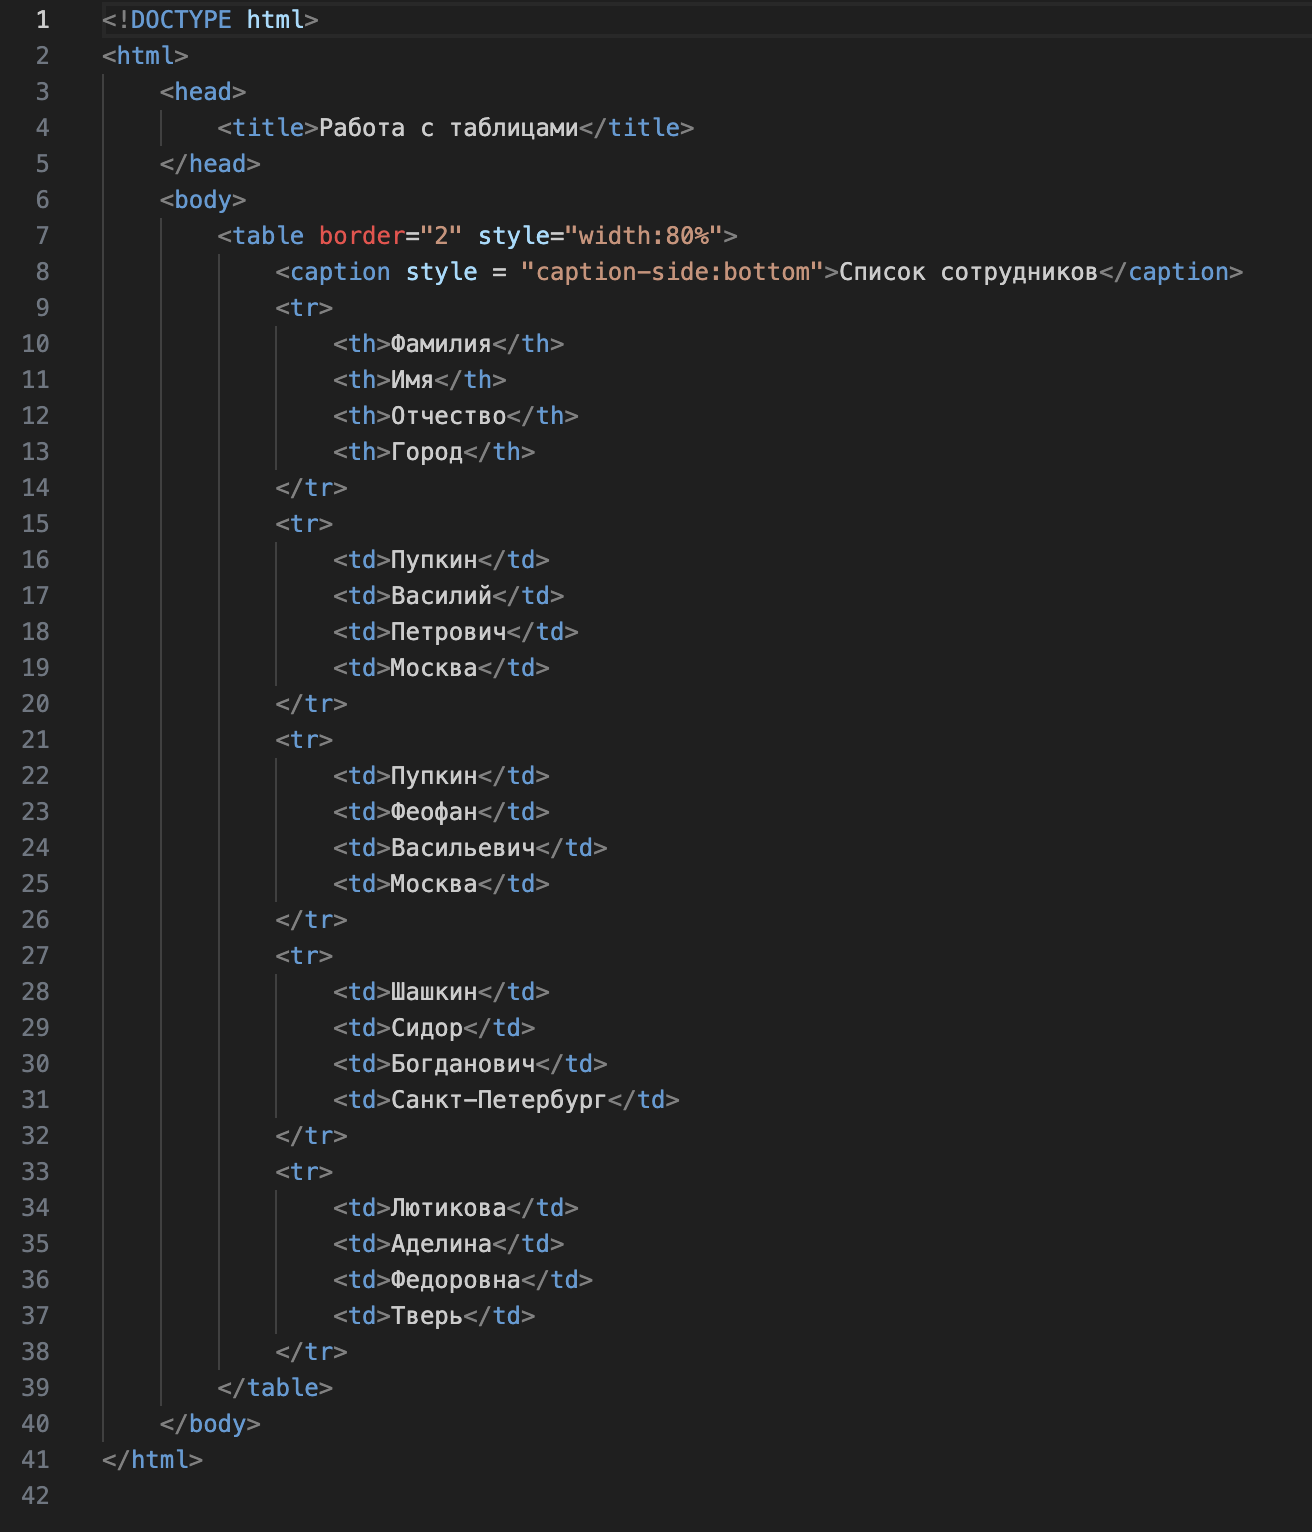 1 <!DOCTYPE html>
2 <html>
3     <head>
4         <title>Работа с таблицами</title>
5     </head>
6     <body>
7         <table border="2" style="width:80%">
8             <caption style = "caption-side:bottom">Список сотрудников</caption>
9             <tr>
10                 <th>Фамилия</th>
11                 <th>Имя</th>
12                 <th>Отчество</th>
13                 <th>Город</th>
14             </tr>
15             <tr>
16                 <td>Пупкин</td>
17                 <td>Василий</td>
18                 <td>Петрович</td>
19                 <td>Москва</td>
20             </tr>
21             <tr>
22                 <td>Пупкин</td>
23                 <td>Феофан</td>
24                 <td>Васильевич</td>
25                 <td>Москва</td>
26             </tr>
27             <tr>
28                 <td>Шашкин</td>
29                 <td>Сидор</td>
30                 <td>Богданович</td>
31                 <td>Санкт-Петербург</td>
32             </tr>
33             <tr>
34                 <td>Лютикова</td>
35                 <td>Аделина</td>
36                 <td>Федоровна</td>
37                 <td>Тверь</td>
38             </tr>
39         </table>
40     </body>
41 </html>
42